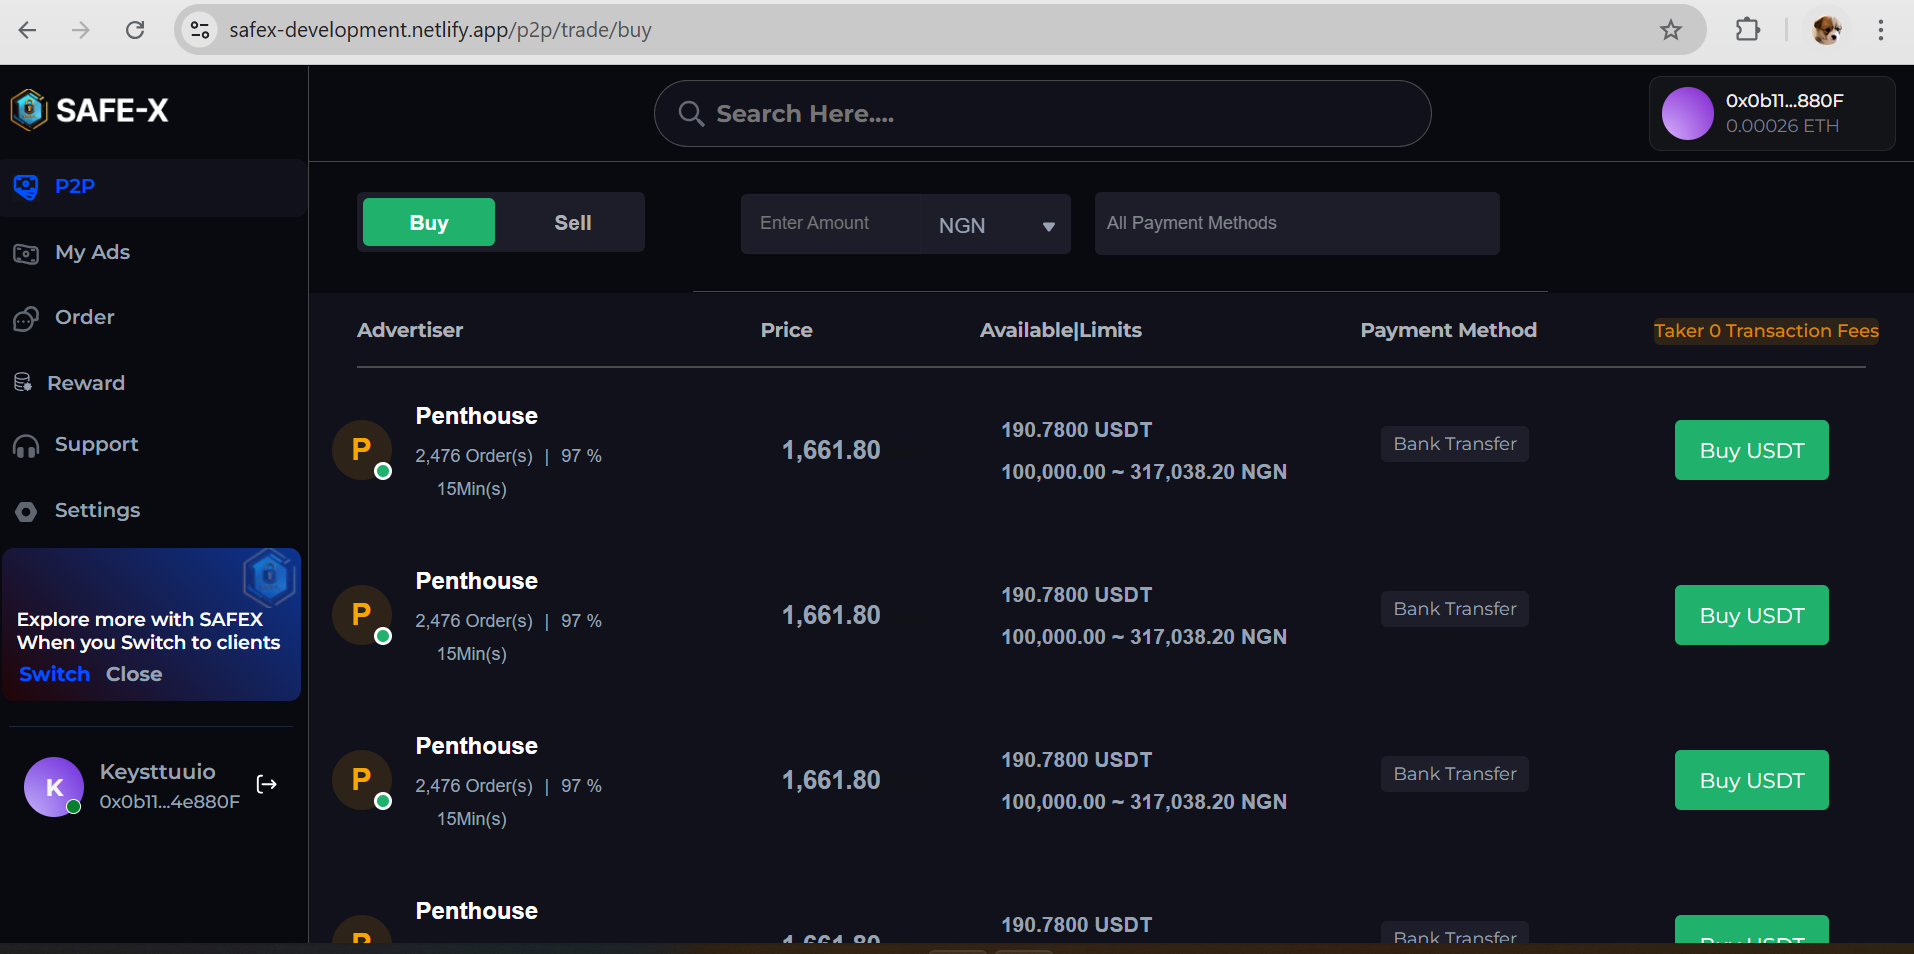 safex-development.netlify.app/p2p/trade/buy
SAFE-X
Search Here....
0x0b11...880F
0.00026 ETH
P2P
My Ads
Order
Reward
Support
Settings
Explore more with SAFEX
When you Switch to clients
Switch Close
K
Keysttuuio
0x0b11...4e880F
Buy Sell
Enter Amount NGN
All Payment Methods
Advertiser Price Available|Limits Payment Method Taker 0 Transaction Fees
P
Penthouse
2,476 Order(s) | 97 %
15Min(s)
1,661.80
190.7800 USDT
100,000.00 ~ 317,038.20 NGN
Bank Transfer
Buy USDT
P
Penthouse
2,476 Order(s) | 97 %
15Min(s)
1,661.80
190.7800 USDT
100,000.00 ~ 317,038.20 NGN
Bank Transfer
Buy USDT
P
Penthouse
2,476 Order(s) | 97 %
15Min(s)
1,661.80
190.7800 USDT
100,000.00 ~ 317,038.20 NGN
Bank Transfer
Buy USDT
P
Penthouse
1,661.80
190.7800 USDT
Bank Transfer
Buy USDT